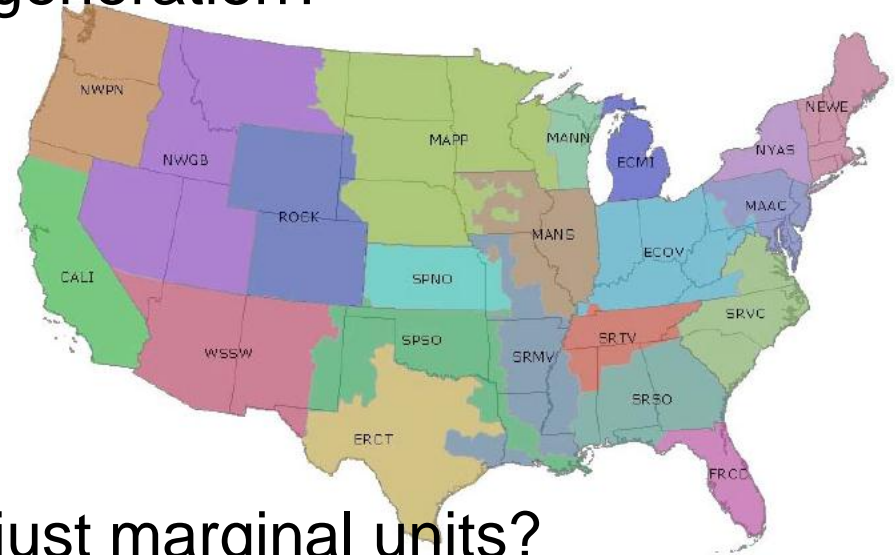 generation?
NWPN
NEWE
MAPP
MANN
NYAS
NWGB
ECMI
MAAC
ROCK
MANS
ECOV
CALI
SPNO
SRVC
SPSO
SRTV
WSSW
SRMV
SRSO
ERCT
FRCC
just marginal units?